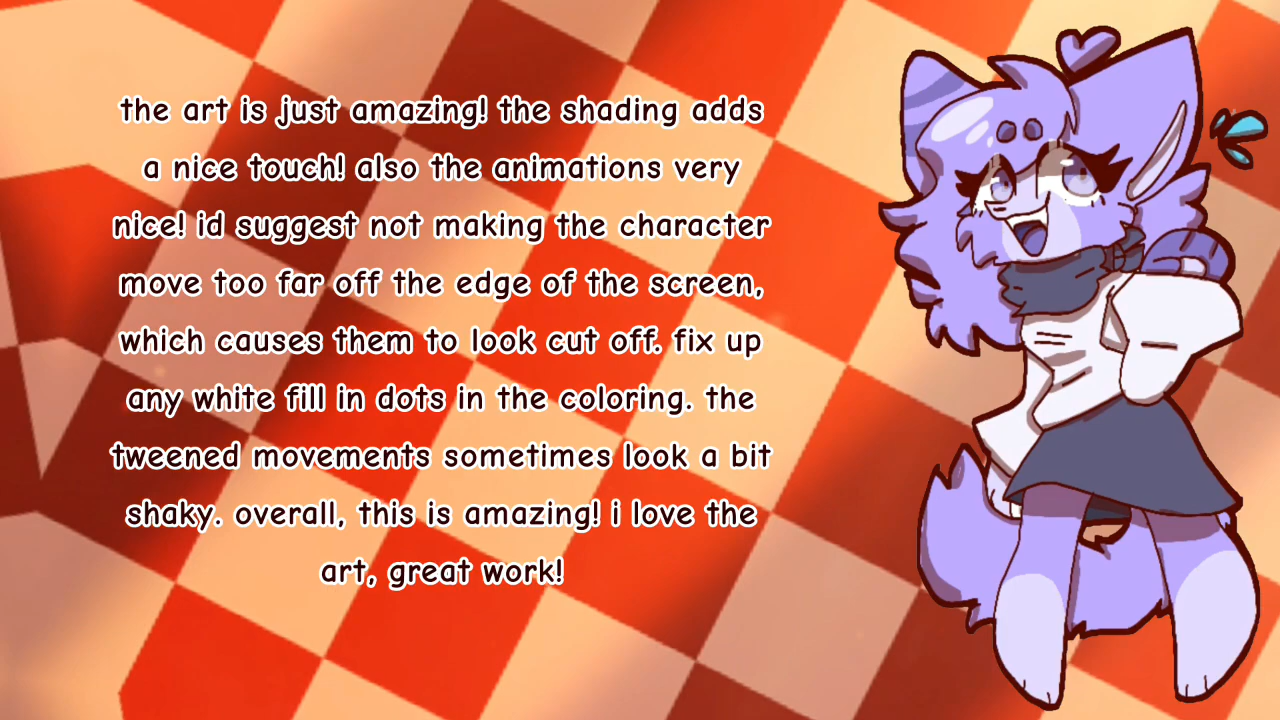 the art is just amazing! the shading adds
a nice touch! also the animations very
nice! id suggest not making the character
move too far off the edge of the screen,
which causes them to look cut off. fix up
any white fill in dots in the coloring. the
tweened movements sometimes look a bit
shaky. overall, this is amazing! i love the
art, great work!